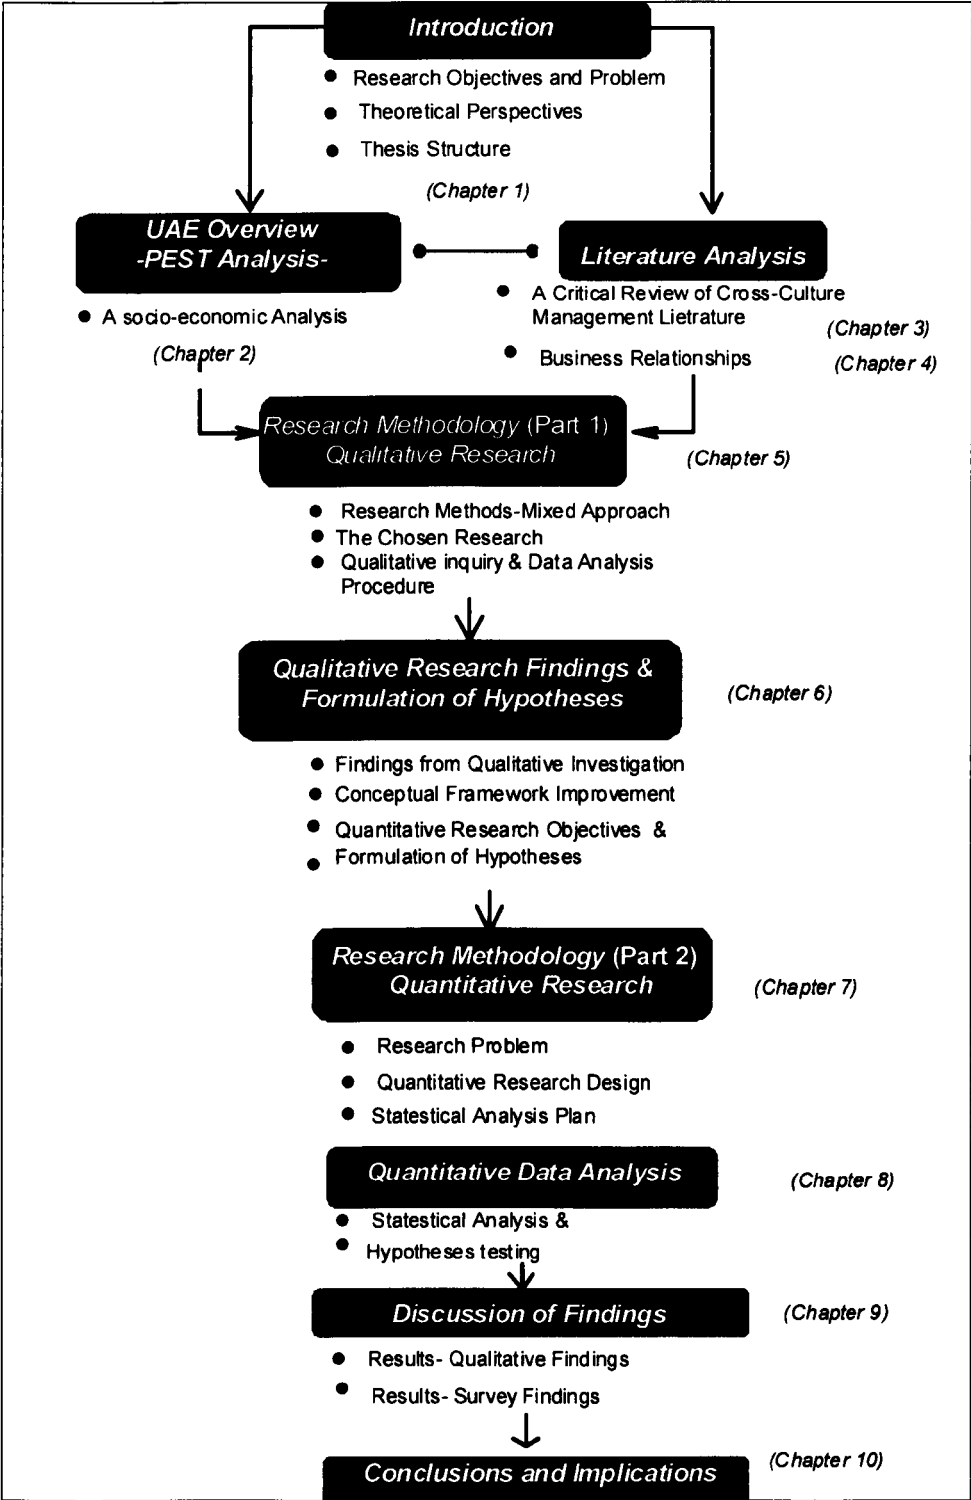 Introduction
● Research Objectives and Problem
● Theoretical Perspectives
● Thesis Structure
(Chapter 1)
UAE Overview
-PEST Analysis-
● A socio-economic Analysis
(Chapter 2)
Literature Analysis
● A Critical Review of Cross-Culture
Management Lietrature
(Chapter 3)
● Business Relationships
(Chapter 4)
Research Methodology (Part 1)
Qualitative Research
(Chapter 5)
● Research Methods-Mixed Approach
● The Chosen Research
● Qualitative inquiry & Data Analysis
Procedure
Qualitative Research Findings &
Formulation of Hypotheses
(Chapter 6)
● Findings from Qualitative Investigation
● Conceptual Framework Improvement
● Quantitative Research Objectives &
● Formulation of Hypotheses
Research Methodology (Part 2)
Quantitative Research
(Chapter 7)
● Research Problem
● Quantitative Research Design
● Statestical Analysis Plan
Quantitative Data Analysis
(Chapter 8)
● Statestical Analysis &
● Hypotheses testing
Discussion of Findings
(Chapter 9)
● Results- Qualitative Findings
● Results- Survey Findings
Conclusions and Implications
(Chapter 10)